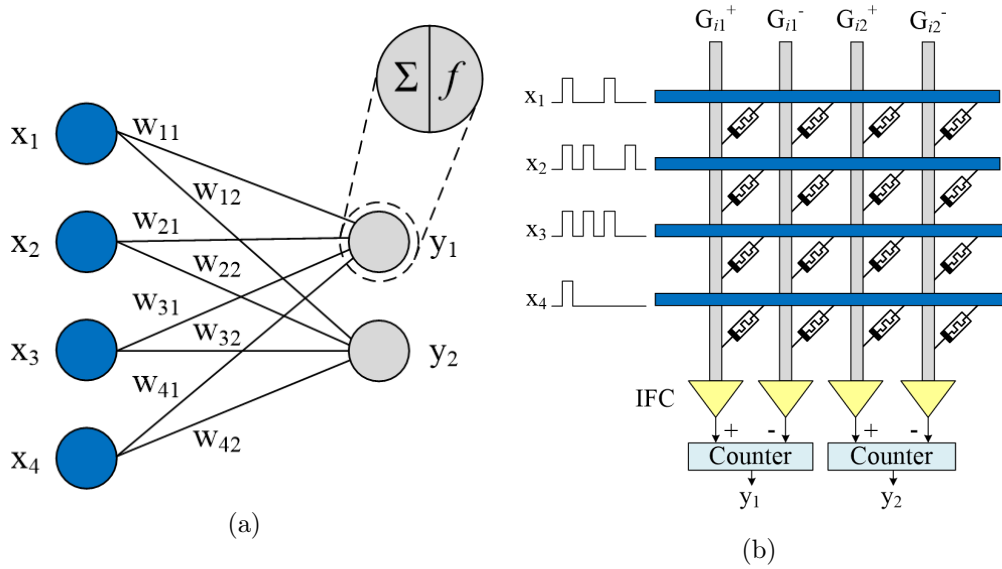 Σ f
x₁
w₁₁
w₁₂
x₂
w₂₁
w₂₂
y₁
x₃
w₃₁
w₃₂
y₂
x₄
w₄₁
w₄₂
(a)
Gᵢ₁⁺ Gᵢ₁⁻ Gᵢ₂⁺ Gᵢ₂⁻
x₁
x₂
x₃
x₄
IFC
+ - + -
Counter Counter
y₁ y₂
(b)